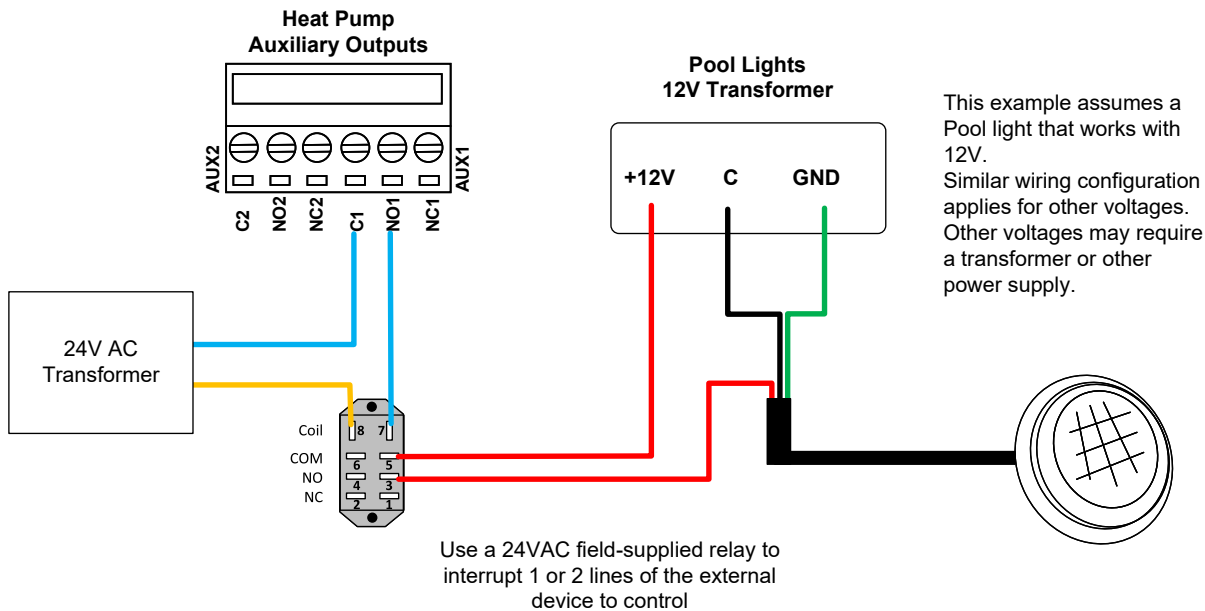 Heat Pump
Auxiliary Outputs
AUX2
AUX1
C2
NO2
NC2
C1
NO1
NC1
Pool Lights
12V Transformer
+12V C GND
This example assumes a
Pool light that works with
12V.
Similar wiring configuration
applies for other voltages.
Other voltages may require
a transformer or other
power supply.
24V AC
Transformer
Coil 8 7
COM 6 5
NO 4 3
NC 2 1
Use a 24VAC field-supplied relay to
interrupt 1 or 2 lines of the external
device to control